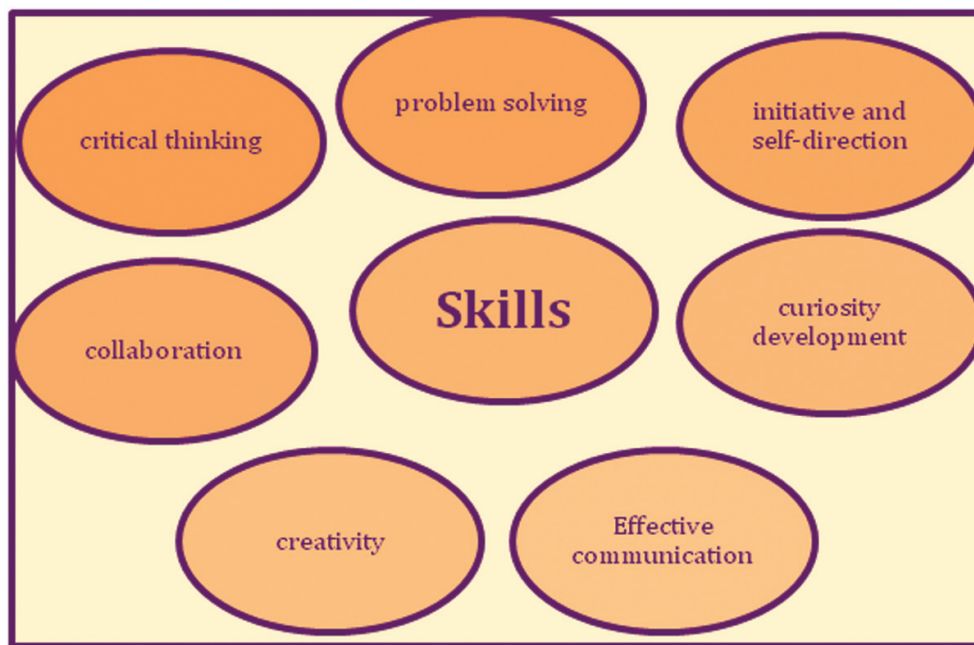 critical thinking
problem solving
initiative and
self-direction
collaboration
Skills
curiosity
development
creativity
Effective
communication